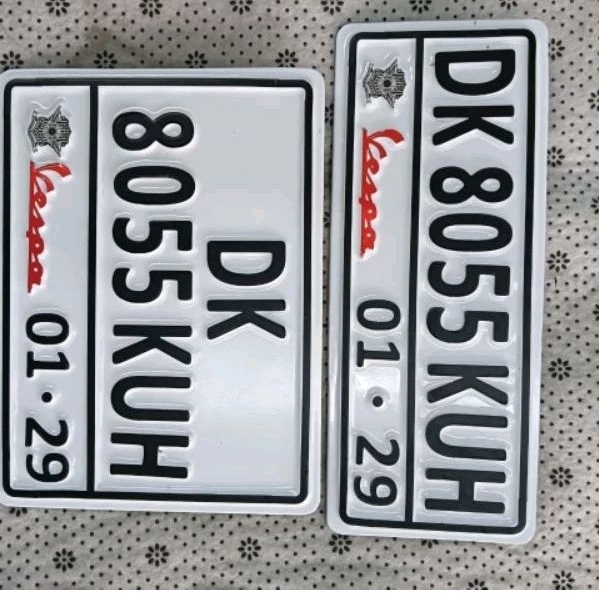 DK
8055 KUH
Vespa 01 • 29
DK 8055 KUH
Vespa 01 • 29